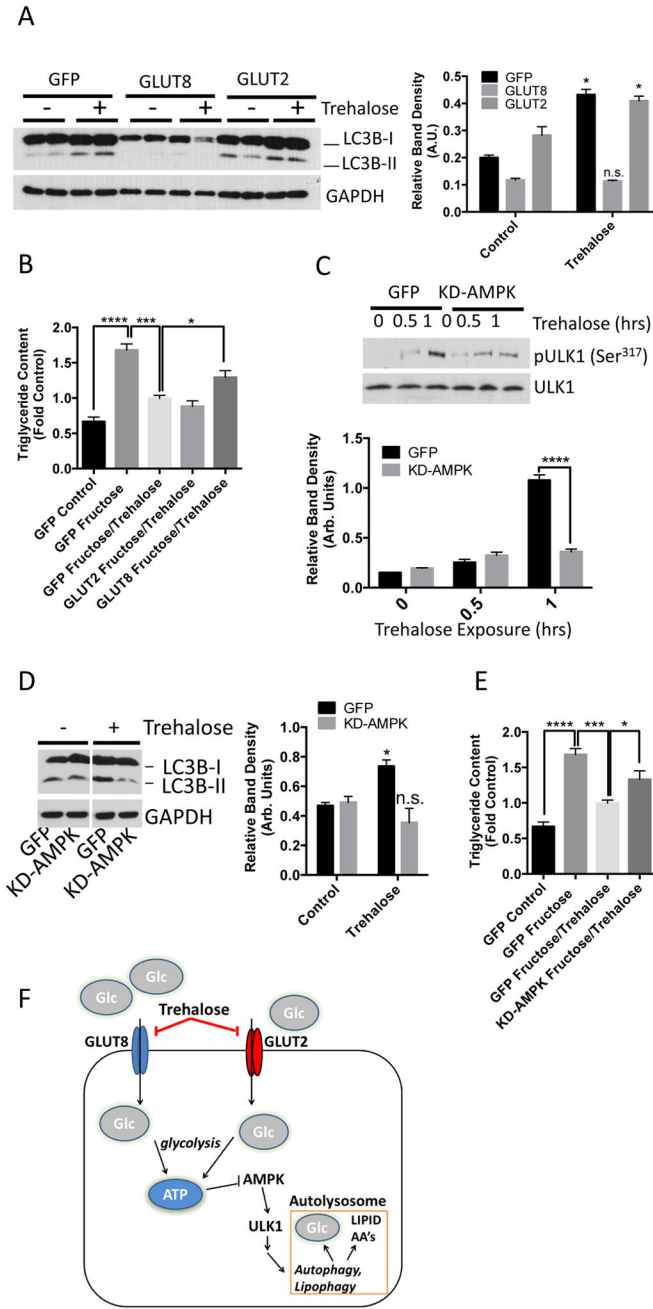 A
GFP GLUT8 GLUT2
- + - + - + Trehalose
LC3B-I
LC3B-II
GAPDH
GFP
GLUT8
GLUT2
Relative Band Density
(A.U.)
0.5
0.4
0.3
0.2
0.1
0.0
* n.s. *
Control Trehalose
B
Triglyceride Content
(Fold Control)
2.0
1.5
1.0
0.5
0.0
**** *** *
GFP Control
GFP Fructose
GFP Fructose/Trehalose
GLUT2 Fructose/Trehalose
GLUT8 Fructose/Trehalose
C
GFP KD-AMPK
0 0.5 1 0 0.5 1 Trehalose (hrs)
pULK1 (Ser317)
ULK1
GFP
KD-AMPK
Relative Band Density
(Arb. Units)
1.5
1.0
0.5
0.0
****
0 0.5 1
Trehalose Exposure (hrs)
D
- + Trehalose
LC3B-I
LC3B-II
GAPDH
GFP
KD-AMPK
GFP
KD-AMPK
GFP
KD-AMPK
Relative Band Density
(Arb. Units)
1.0
0.8
0.6
0.4
0.2
0.0
* n.s.
Control Trehalose
E
Triglyceride Content
(Fold Control)
2.0
1.5
1.0
0.5
0.0
**** *** *
GFP Control
GFP Fructose
GFP Fructose/Trehalose
KD-AMPK Fructose/Trehalose
F
Glc
Glc
Glc
Trehalose
GLUT8 GLUT2
Glc Glc
glycolysis
ATP
AMPK
ULK1
Autolysosome
Glc
LIPID
AA's
Autophagy,
Lipophagy